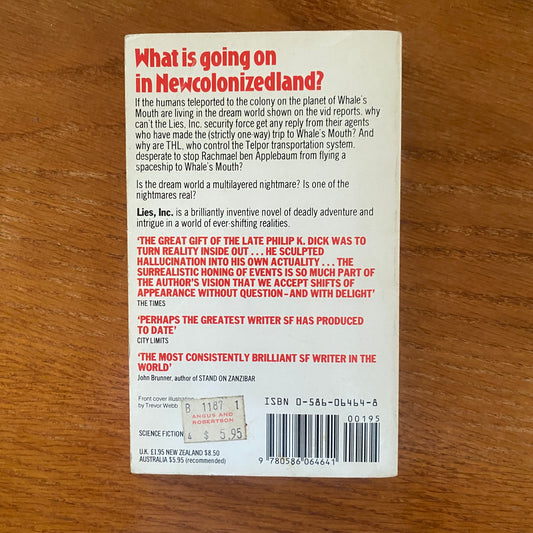 What is going on
in Newcolonizedland?
If the humans teleported to the colony on the planet of Whale's
Mouth are living in the dream world shown on the vid reports, why
can't the Lies, Inc. security force get any reply from their agents
who have made the (strictly one-way) trip to Whale's Mouth? And
why are THL, who control the Telpor transportation system,
desperate to stop Rachmael ben Applebaum from flying a
spaceship to Whale's Mouth?
Is the dream world a multilayered nightmare? Is one of the
nightmares real?
Lies, Inc. is a brilliantly inventive novel of deadly adventure and
intrigue in a world of ever-shifting realities.
'THE GREAT GIFT OF THE LATE PHILIP K. DICK WAS TO
TURN REALITY INSIDE OUT . . . HE SCULPTED
HALLUCINATION INTO HIS OWN ACTUALITY . . . THE
SURREALISTIC HONING OF EVENTS IS SO MUCH PART OF
THE AUTHOR'S VISION THAT WE ACCEPT SHIFTS OF
APPEARANCE WITHOUT QUESTION–AND WITH DELIGHT'
THE TIMES
'PERHAPS THE GREATEST WRITER SF HAS PRODUCED
TO DATE'
CITY LIMITS
'THE MOST CONSISTENTLY BRILLIANT SF WRITER IN THE
WORLD'
John Brunner, author of STAND ON ZANZIBAR
Front cover illustration
by Trevor Webb
B 1187 1
ANGUS AND
ROBERTSON
4 $ 5.95
SCIENCE FICTION
U.K. £1.95 NEW ZEALAND $8.50
AUSTRALIA $5.95 (recommended)
ISBN 0-586-06464-8
00195
9 780586 064641